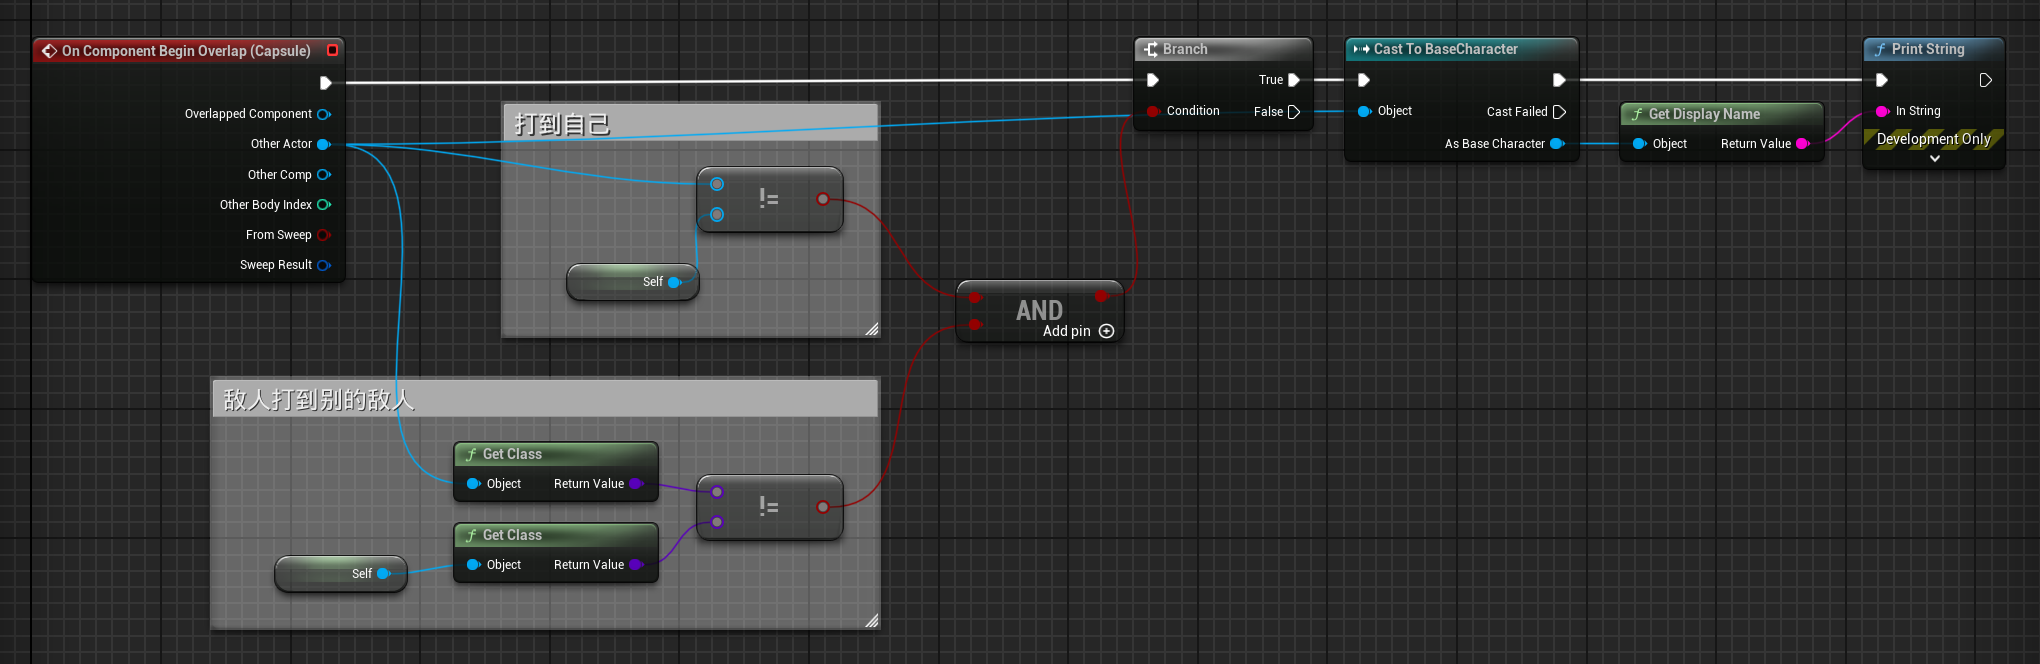 On Component Begin Overlap (Capsule)
Overlapped Component
Other Actor
Other Comp
Other Body Index
From Sweep
Sweep Result
打到自己
!=
Self
敌人打到别的敌人
Get Class
Object Return Value
Get Class
Object Return Value
Self
!=
AND
Add pin
Branch
True
Condition False
Cast To BaseCharacter
Object Cast Failed
As Base Character
Get Display Name
Object Return Value
Print String
In String
Development Only